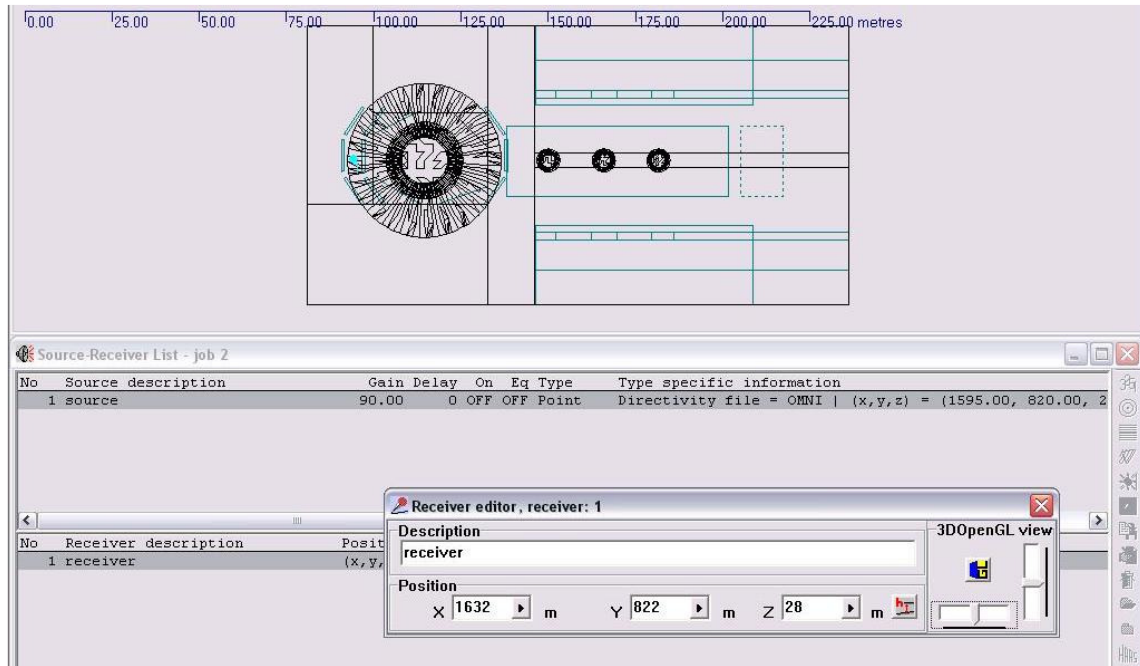 0.00 25.00 50.00 75.00 100.00 125.00 150.00 175.00 200.00 225.00 metres
Source-Receiver List - job 2
No Source description Gain Delay On Eq Type Type specific information
1 source 90.00 0 OFF OFF Point Directivity file = OMNI | (x,y,z) = (1595.00, 820.00, 2
Receiver editor, receiver: 1
Description
3DOpenGL view
receiver
No Receiver description Posit
1 receiver (x,y,
Position
X 1632 m Y 822 m Z 28 m